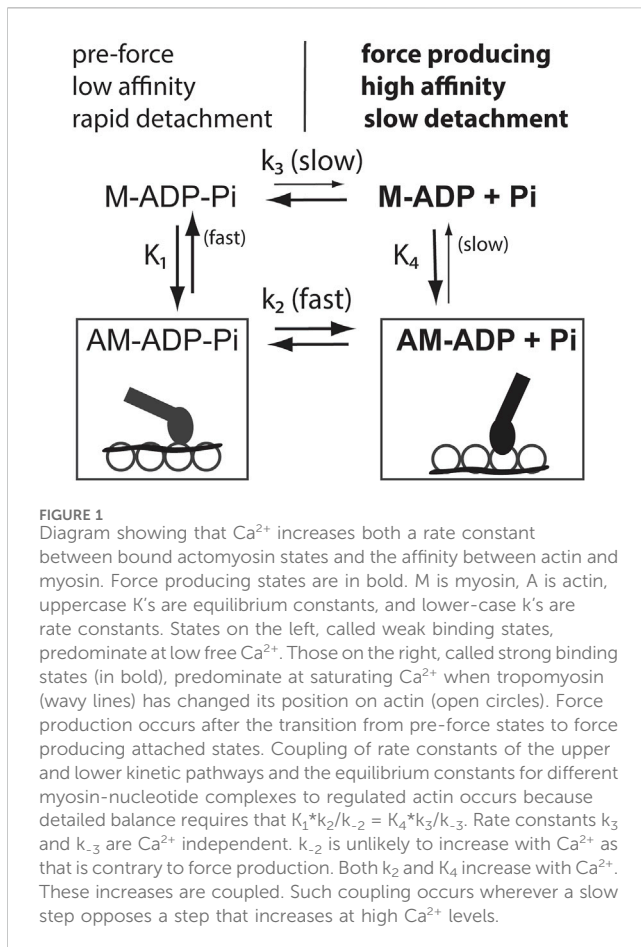 pre-force
low affinity
rapid detachment
force producing
high affinity
slow detachment
k₃ (slow)
M-ADP-Pi
M-ADP + Pi
K₁
(fast)
K₄
(slow)
k₂ (fast)
AM-ADP-Pi
AM-ADP + Pi
FIGURE 1
Diagram showing that Ca²⁺ increases both a rate constant
between bound actomyosin states and the affinity between actin and
myosin. Force producing states are in bold. M is myosin, A is actin,
uppercase K's are equilibrium constants, and lower-case k's are
rate constants. States on the left, called weak binding states,
predominate at low free Ca²⁺. Those on the right, called strong binding
states (in bold), predominate at saturating Ca²⁺ when tropomyosin
(wavy lines) has changed its position on actin (open circles). Force
production occurs after the transition from pre-force states to force
producing attached states. Coupling of rate constants of the upper
and lower kinetic pathways and the equilibrium constants for different
myosin-nucleotide complexes to regulated actin occurs because
detailed balance requires that K₁*k₂/k₋₂ = K₄*k₃/k₋₃. Rate constants k₃
and k₋₃ are Ca²⁺ independent. k₋₂ is unlikely to increase with Ca²⁺ as
that is contrary to force production. Both k₂ and K₄ increase with Ca²⁺.
These increases are coupled. Such coupling occurs wherever a slow
step opposes a step that increases at high Ca²⁺ levels.